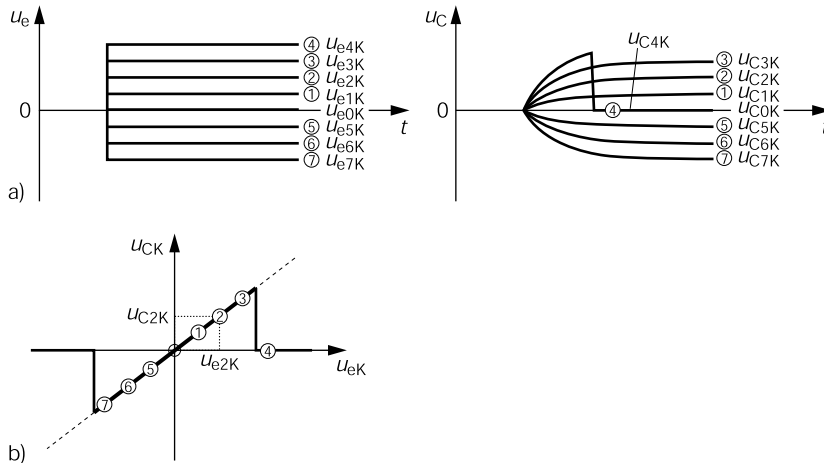 uₑ
④ uₑ₄K
③ uₑ₃K
② uₑ₂K
① uₑ₁K
0
uₑ₀K
t
⑤ uₑ₅K
⑥ uₑ₆K
⑦ uₑ₇K
uC
uC4K
③ uC3K
② uC2K
① uC1K
0
④
uC0K
t
⑤ uC5K
⑥ uC6K
⑦ uC7K
a)
uCK
③
uC2K
②
①
ue2K
④
ueK
⑤
⑥
⑦
b)